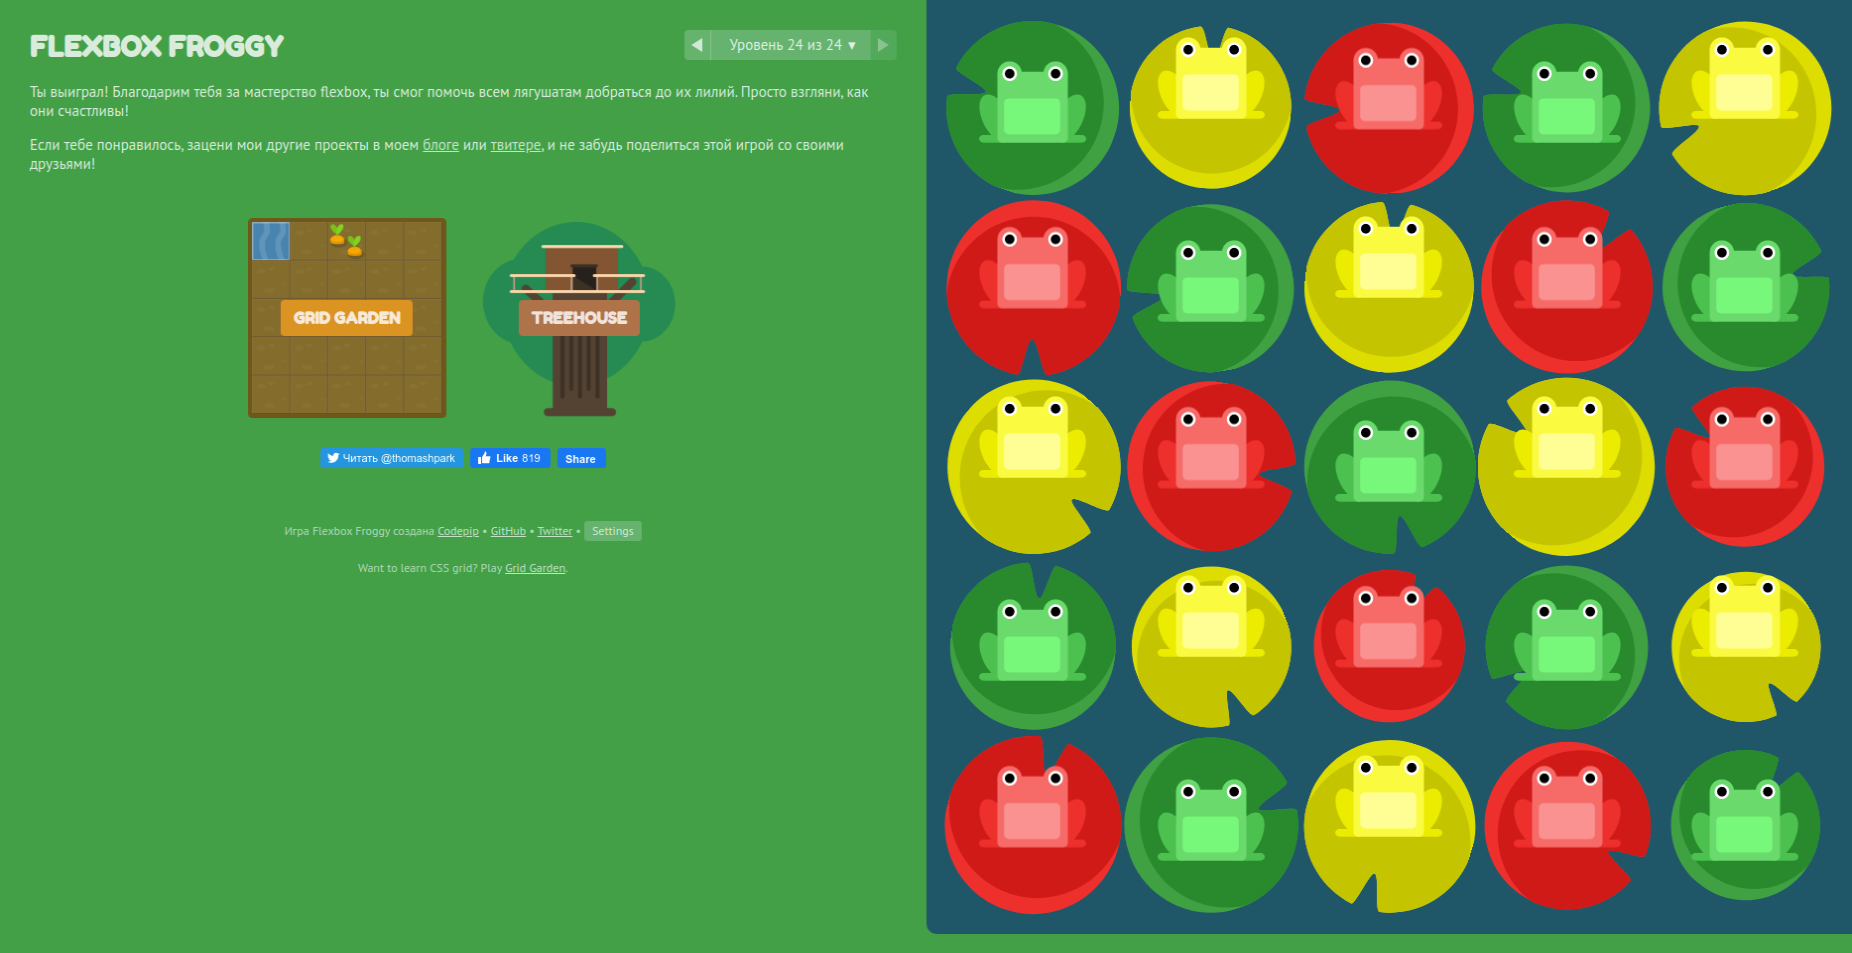 FLEXBOX FROGGY
Уровень 24 из 24 ▼
Ты выиграл! Благодарим тебя за мастерство flexbox, ты смог помочь всем лягушатам добраться до их лилий. Просто взгляни, как
они счастливы!
Если тебе понравилось, зацени мои другие проекты в моем блоге или твитере, и не забудь поделиться этой игрой со своими
друзьями!
GRID GARDEN
TREEHOUSE
Читать @thomashpark
Like 819
Share
Игра Flexbox Froggy создана Codepip • GitHub • Twitter • Settings
Want to learn CSS grid? Play Grid Garden.